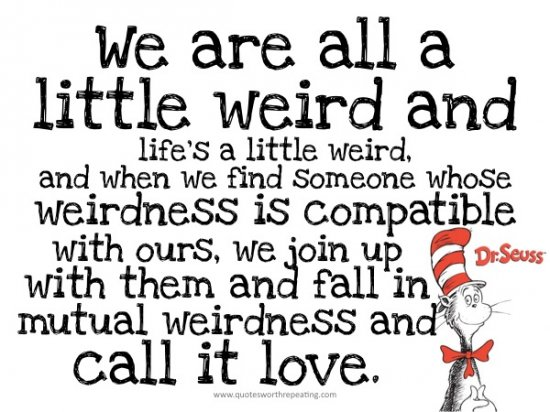 We are all a
little weird and
life's a little weird,
and when we find someone whose
weirdness is compatible
with ours, we join up
with them and fall in
mutual weirdness and
call it love.
Dr. Seuss
www.quotesworthrepeating.com